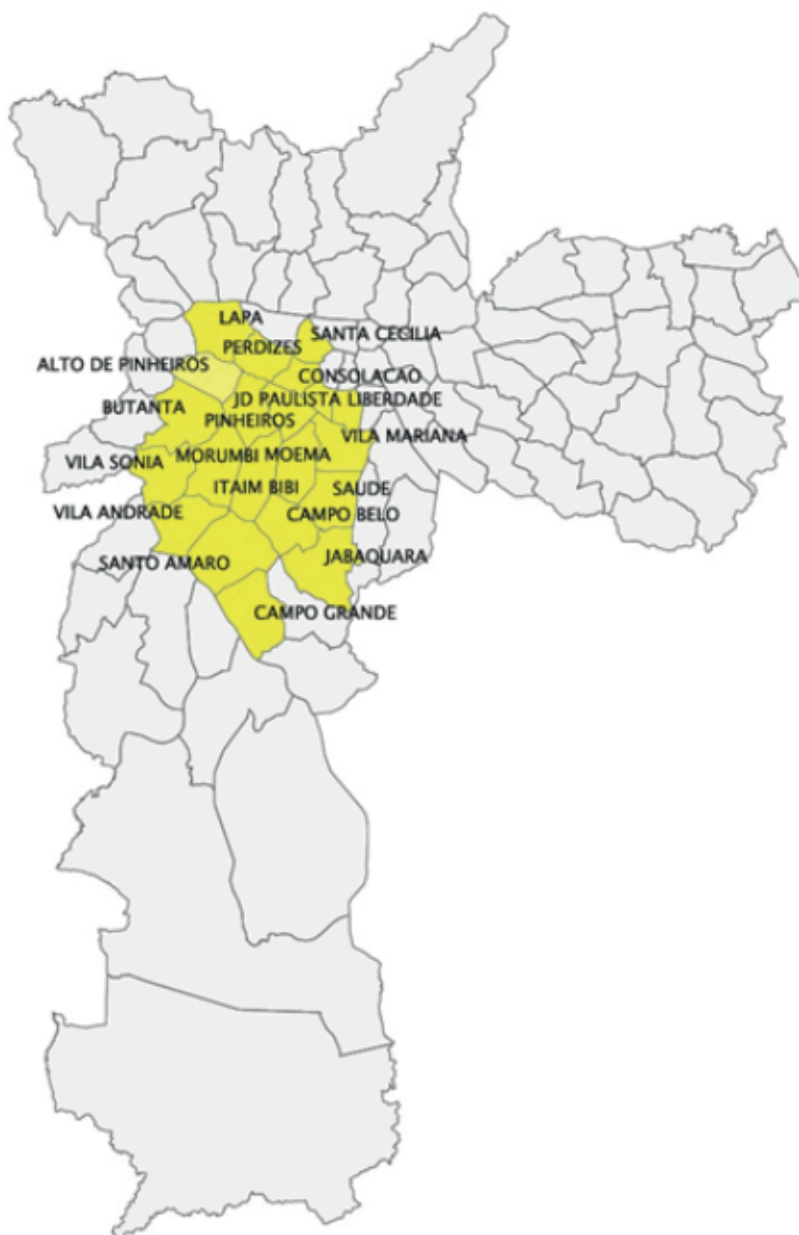 LAPA
SANTA CECILIA
PERDIZES
ALTO DE PINHEIROS
CONSOLACAO
JD PAULISTA LIBERDADE
BUTANTA
PINHEIROS
VILA MARIANA
MORUMBI MOEMA
VILA SONIA
ITAIM BIBI
SAUDE
VILA ANDRADE
CAMPO BELO
JABAQUARA
SANTO AMARO
CAMPO GRANDE